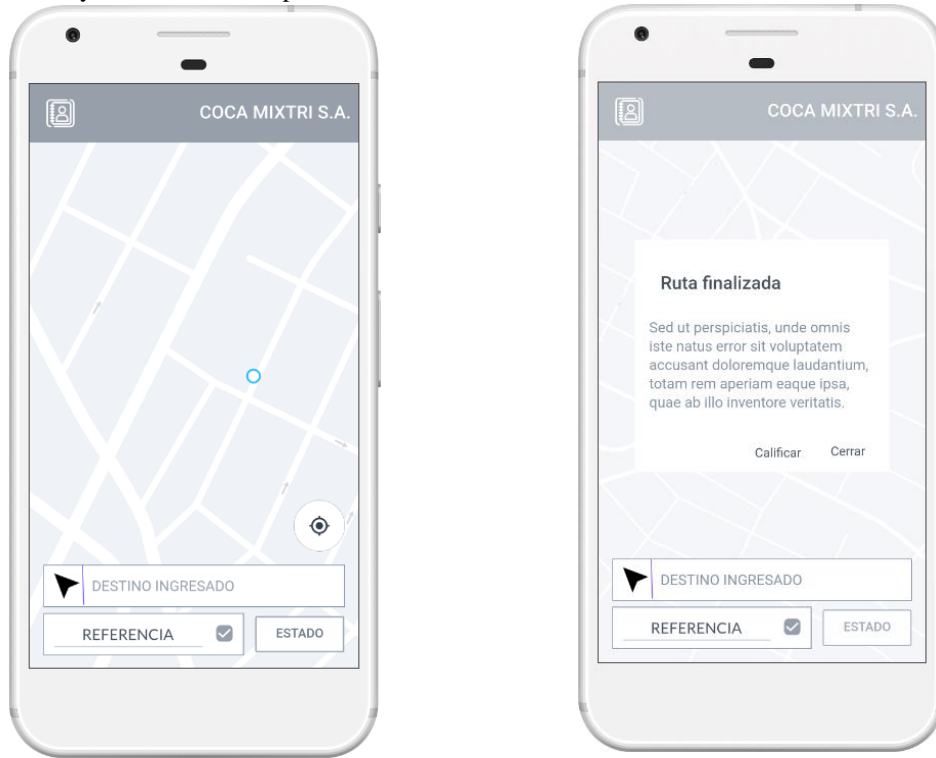 COCA MIXTRI S.A.
DESTINO INGRESADO
REFERENCIA
ESTADO
COCA MIXTRI S.A.
Ruta finalizada
Sed ut perspiciatis, unde omnis
iste natus error sit voluptatem
accusant doloremque laudantium,
totam rem aperiam eaque ipsa,
quae ab illo inventore veritatis.
Calificar Cerrar
DESTINO INGRESADO
REFERENCIA
ESTADO